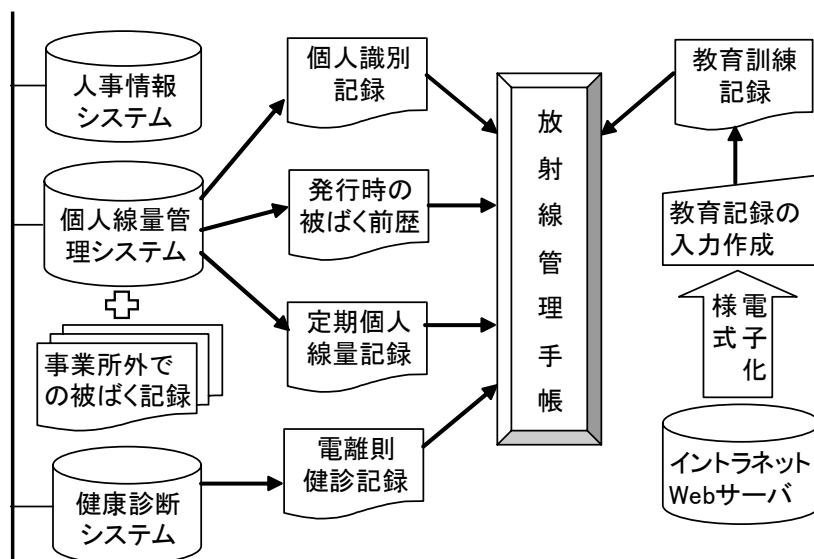 人事情報
システム
個人線量管
理システム
事業所外で
の被ばく記録
健康診断
システム
個人識別
記録
発行時の
被ばく前歴
定期個人
線量記録
電離則
健診記録
放射線管理手帳
教育訓練
記録
教育記録の
入力作成
電子化
様式
イントラネット
Webサーバ